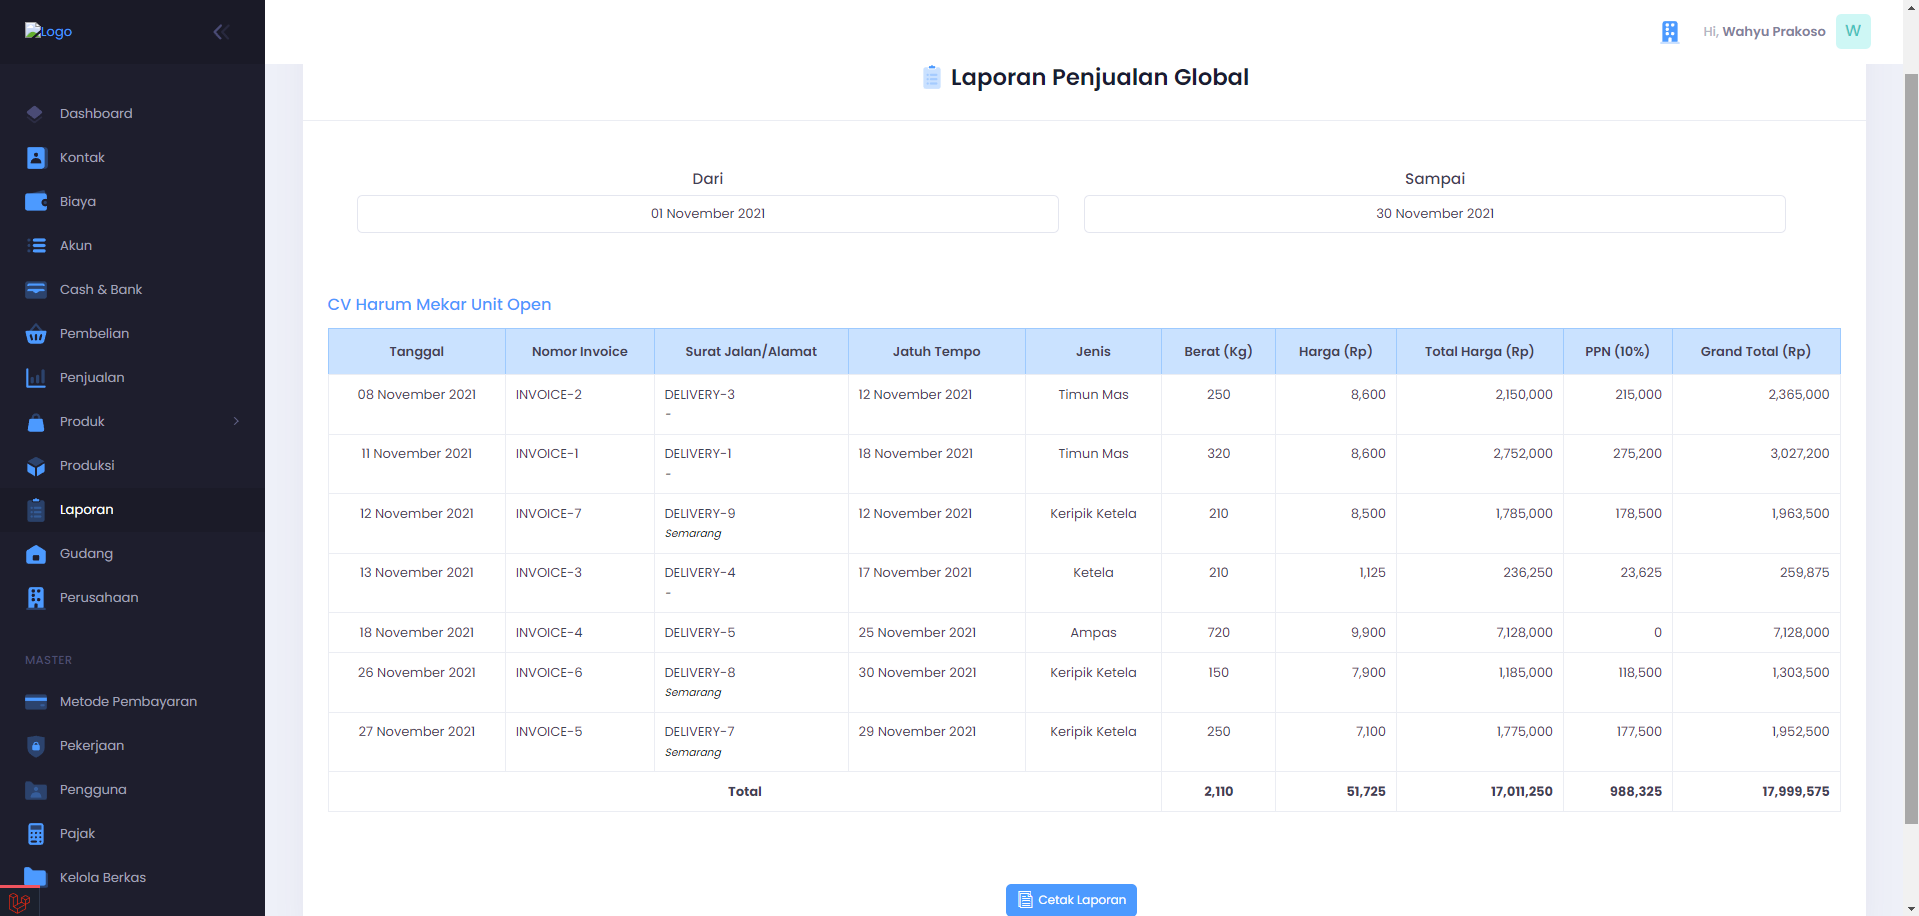 Logo
Hi, Wahyu Prakoso
W
Dashboard
Kontak
Biaya
Akun
Cash & Bank
Pembelian
Penjualan
Produk
Produksi
Laporan
Gudang
Perusahaan
MASTER
Metode Pembayaran
Pekerjaan
Pengguna
Pajak
Kelola Berkas
Laporan Penjualan Global
Dari
01 November 2021
Sampai
30 November 2021
CV Harum Mekar Unit Open
Tanggal Nomor Invoice Surat Jalan/Alamat Jatuh Tempo Jenis Berat (Kg) Harga (Rp) Total Harga (Rp) PPN (10%) Grand Total (Rp)
08 November 2021 INVOICE-2 DELIVERY-3 12 November 2021 Timun Mas 250 8,600 2,150,000 215,000 2,365,000
-
11 November 2021 INVOICE-1 DELIVERY-1 18 November 2021 Timun Mas 320 8,600 2,752,000 275,200 3,027,200
-
12 November 2021 INVOICE-7 DELIVERY-9 12 November 2021 Keripik Ketela 210 8,500 1,785,000 178,500 1,963,500
Semarang
13 November 2021 INVOICE-3 DELIVERY-4 17 November 2021 Ketela 210 1,125 236,250 23,625 259,875
-
18 November 2021 INVOICE-4 DELIVERY-5 25 November 2021 Ampas 720 9,900 7,128,000 0 7,128,000
26 November 2021 INVOICE-6 DELIVERY-8 30 November 2021 Keripik Ketela 150 7,900 1,185,000 118,500 1,303,500
Semarang
27 November 2021 INVOICE-5 DELIVERY-7 29 November 2021 Keripik Ketela 250 7,100 1,775,000 177,500 1,952,500
Semarang
Total 2,110 51,725 17,011,250 988,325 17,999,575
Cetak Laporan